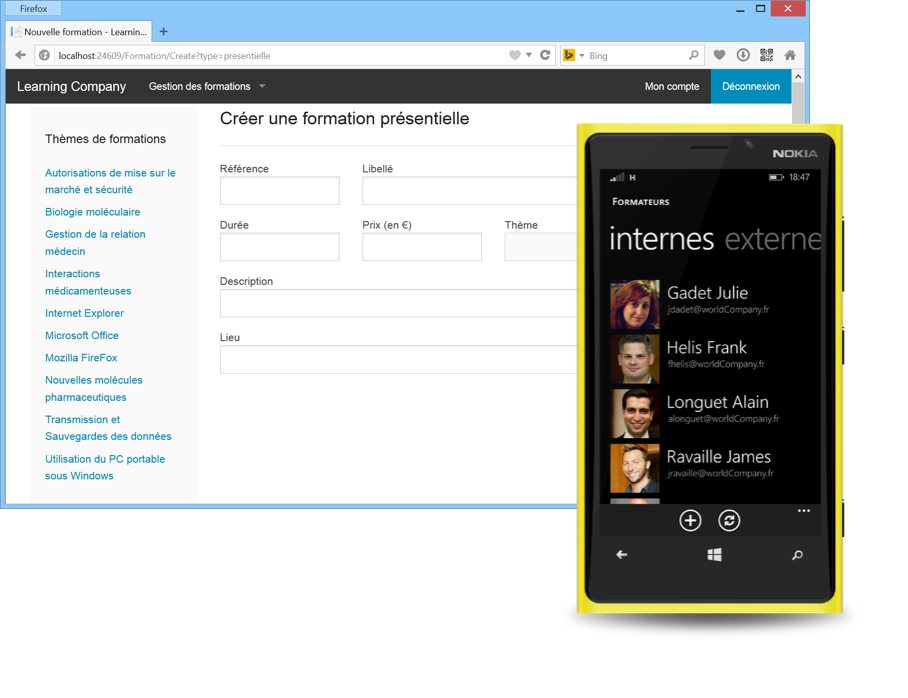 Firefox
Nouvelle formation - Learnin...
localhost:24609/Formation/Create?type=presentielle
Bing
Learning Company
Gestion des formations
Mon compte
Déconnexion
Thèmes de formations
Autorisations de mise sur le
marché et sécurité
Biologie moléculaire
Gestion de la relation
médecin
Interactions
médicamenteuses
Internet Explorer
Microsoft Office
Mozilla FireFox
Nouvelles molécules
pharmaceutiques
Transmission et
Sauvegardes des données
Utilisation du PC portable
sous Windows
Créer une formation présentielle
Référence
Libellé
Durée
Prix (en €)
Thème
Description
Lieu
NOKIA
H
18:47
FORMATEURS
internes externe
Gadet Julie
jdadet@worldCompany.fr
Helis Frank
fhelis@worldCompany.fr
Longuet Alain
alonguet@worldCompany.fr
Ravaille James
jravaille@worldCompany.fr